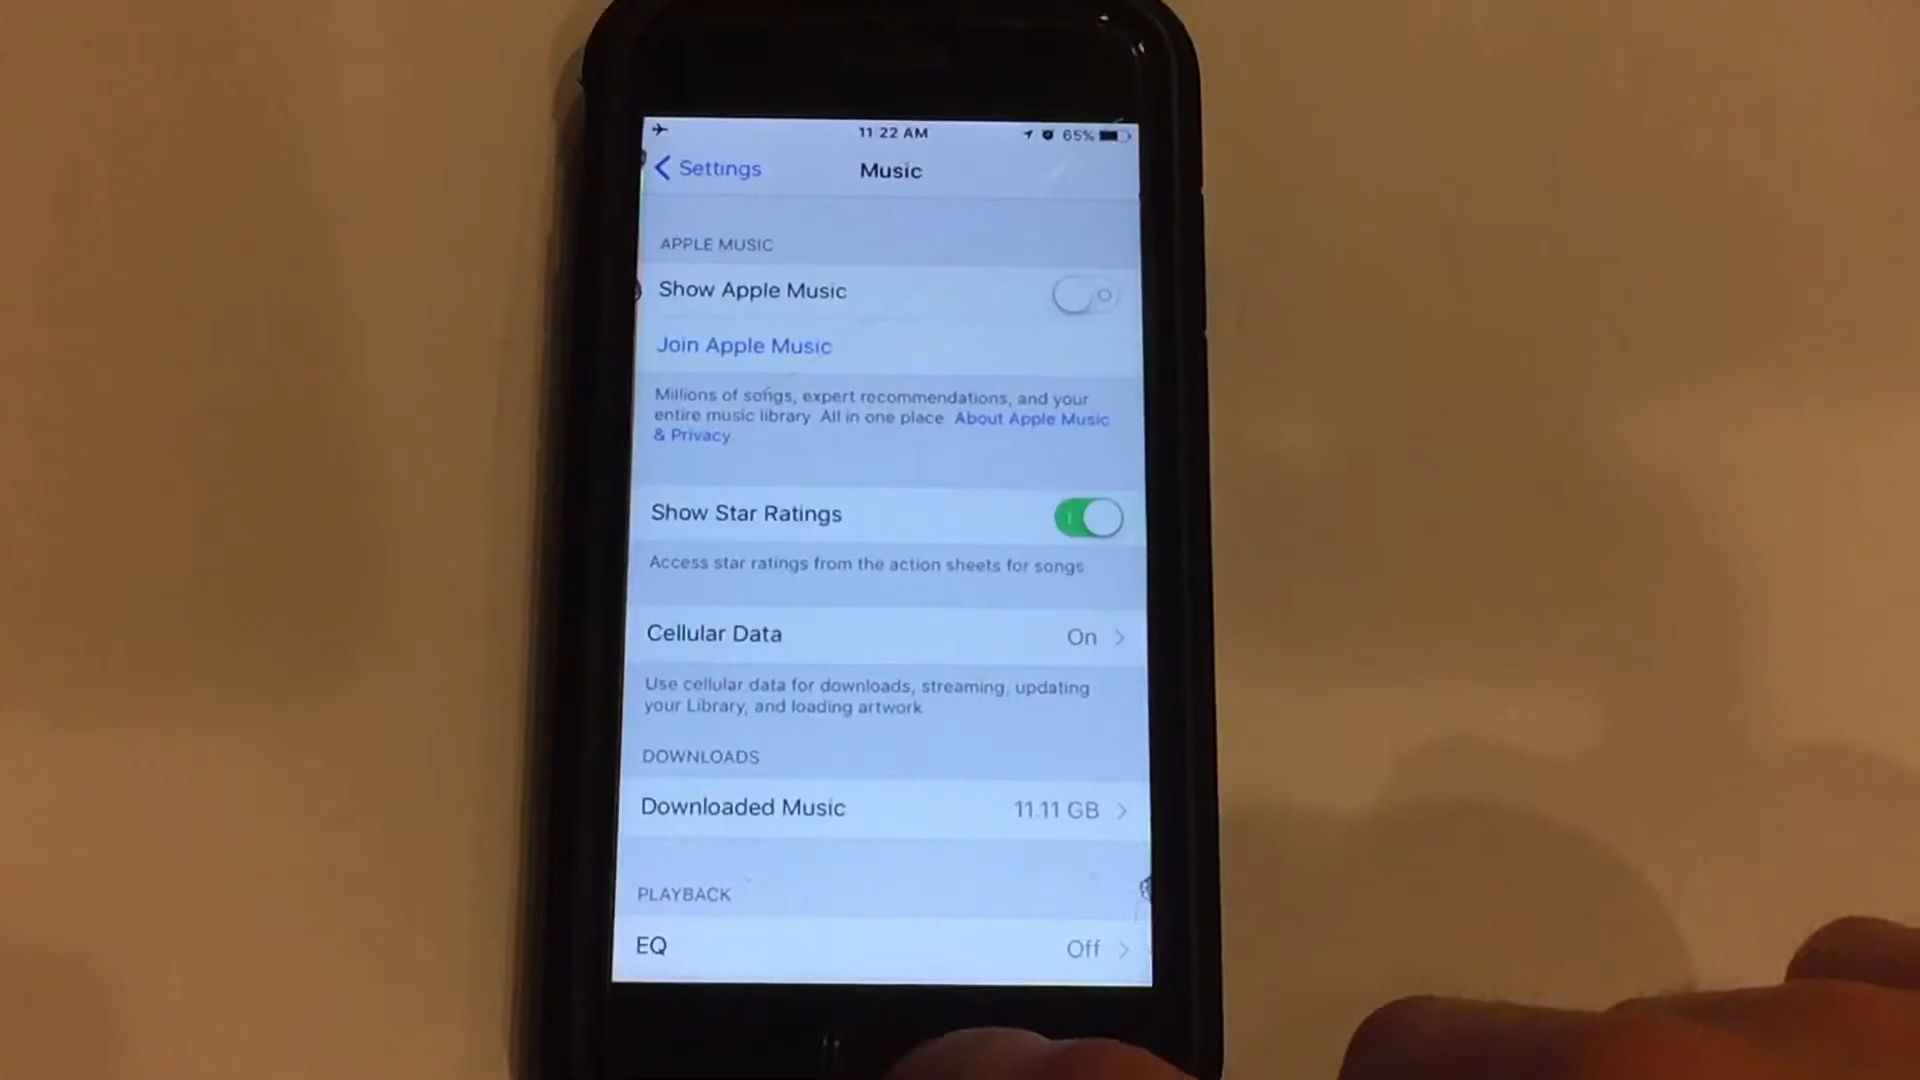 11:22 AM
65%
Settings
Music
APPLE MUSIC
Show Apple Music
Join Apple Music
Millions of songs, expert recommendations, and your
entire music library. All in one place. About Apple Music
& Privacy.
Show Star Ratings
Access star ratings from the action sheets for songs.
Cellular Data
On
Use cellular data for downloads, streaming, updating
your Library, and loading artwork.
DOWNLOADS
Downloaded Music
11.11 GB
PLAYBACK
EQ
Off